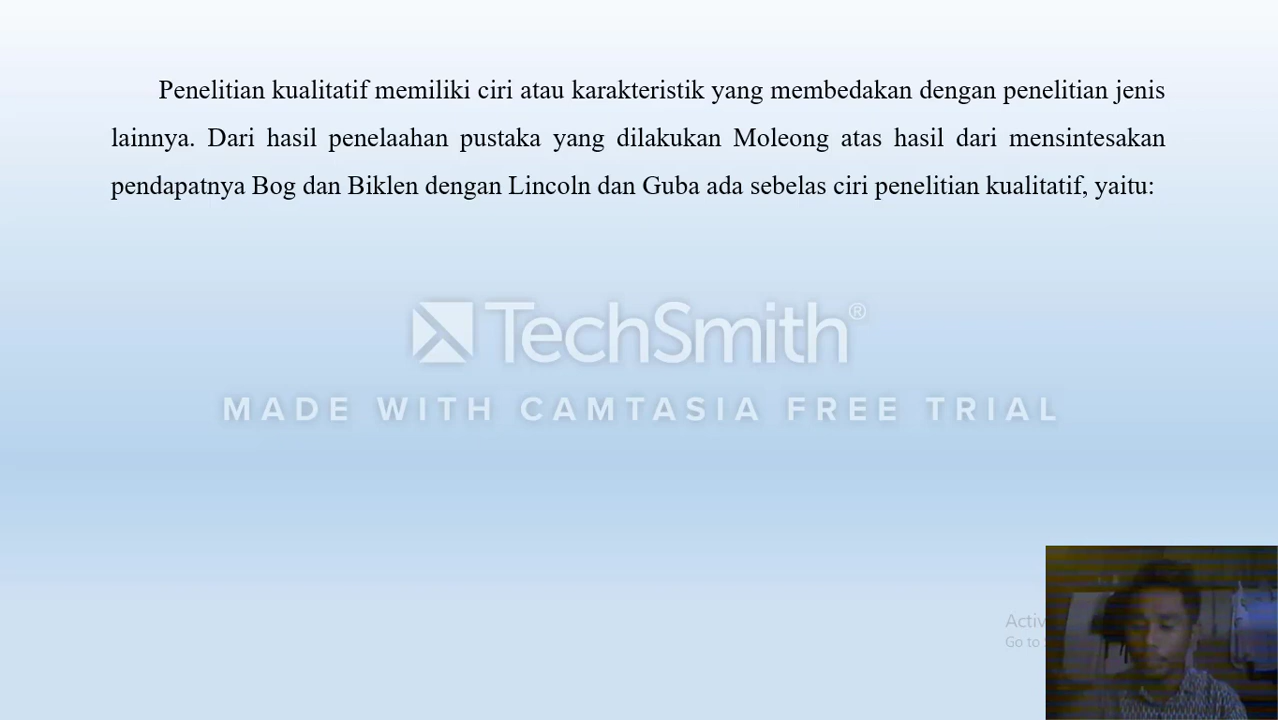 Penelitian kualitatif memiliki ciri atau karakteristik yang membedakan dengan penelitian jenis
lainnya. Dari hasil penelaahan pustaka yang dilakukan Moleong atas hasil dari mensintesakan
pendapatnya Bog dan Biklen dengan Lincoln dan Guba ada sebelas ciri penelitian kualitatif, yaitu:
TechSmith®
MADE WITH CAMTASIA FREE TRIAL
Go to